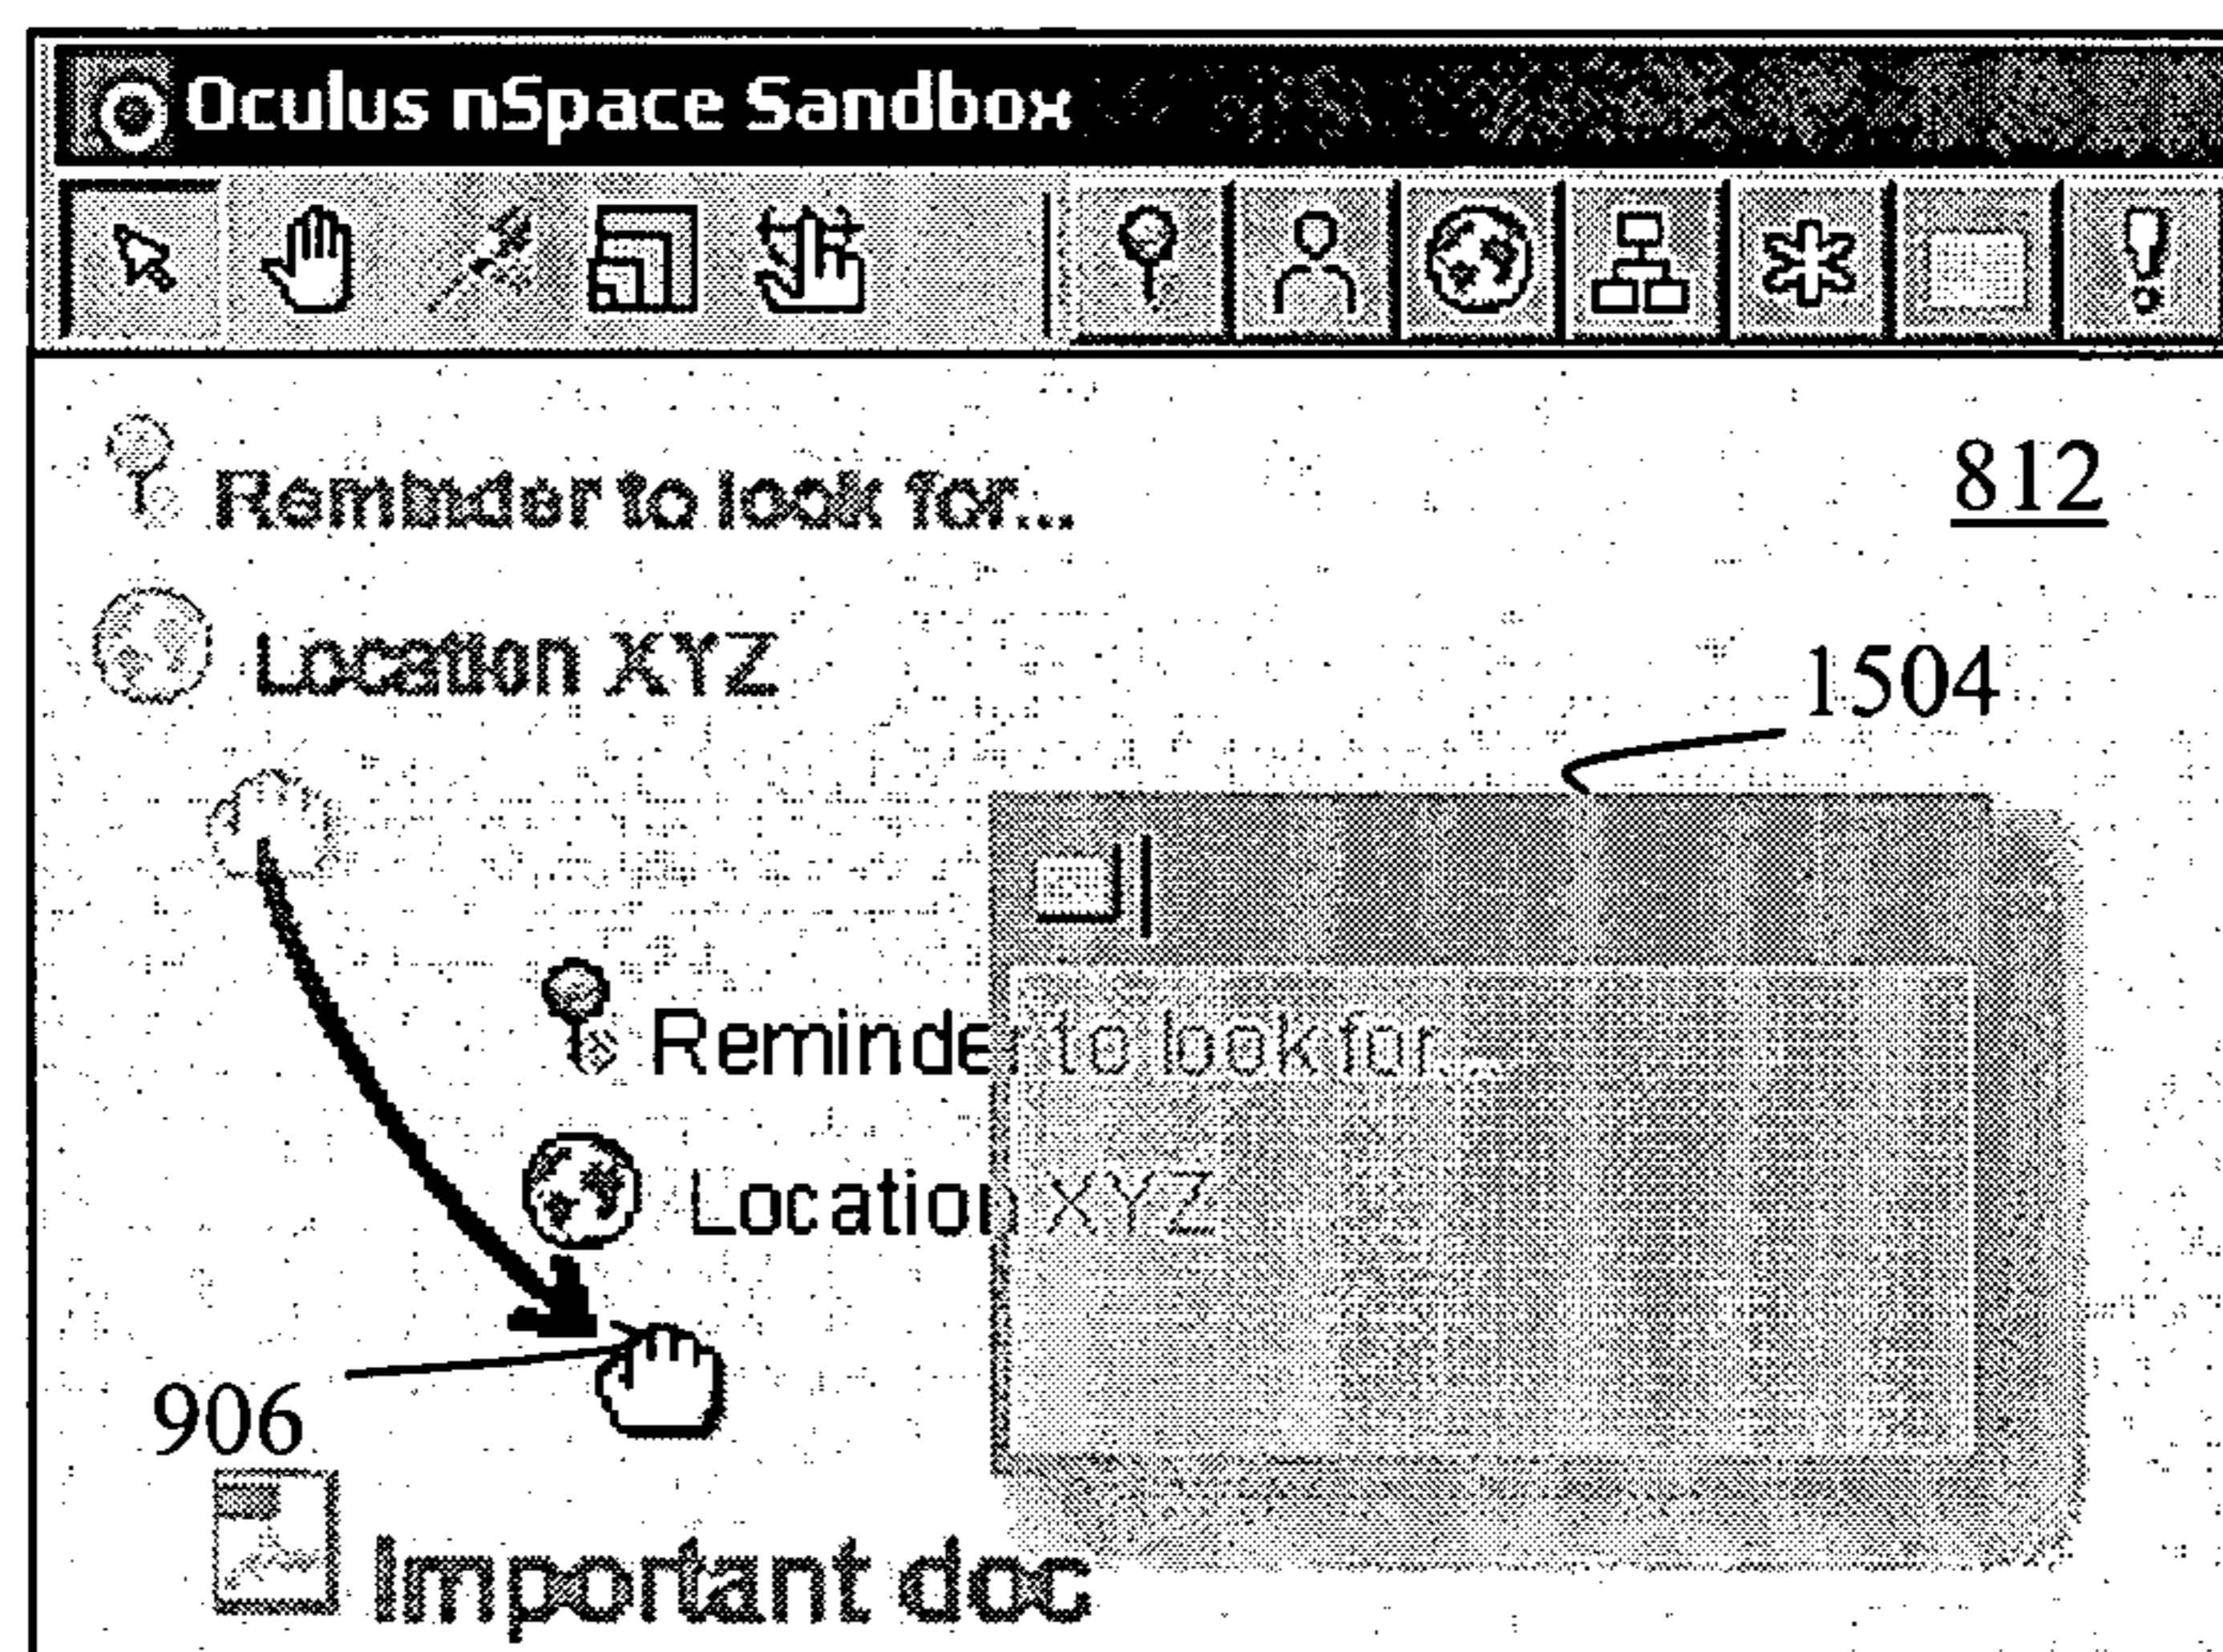 Oculus nSpace Sandbox
Reminder to look for...
812
Location XYZ
1504
Reminder to look for...
Location XYZ
906
Important doc